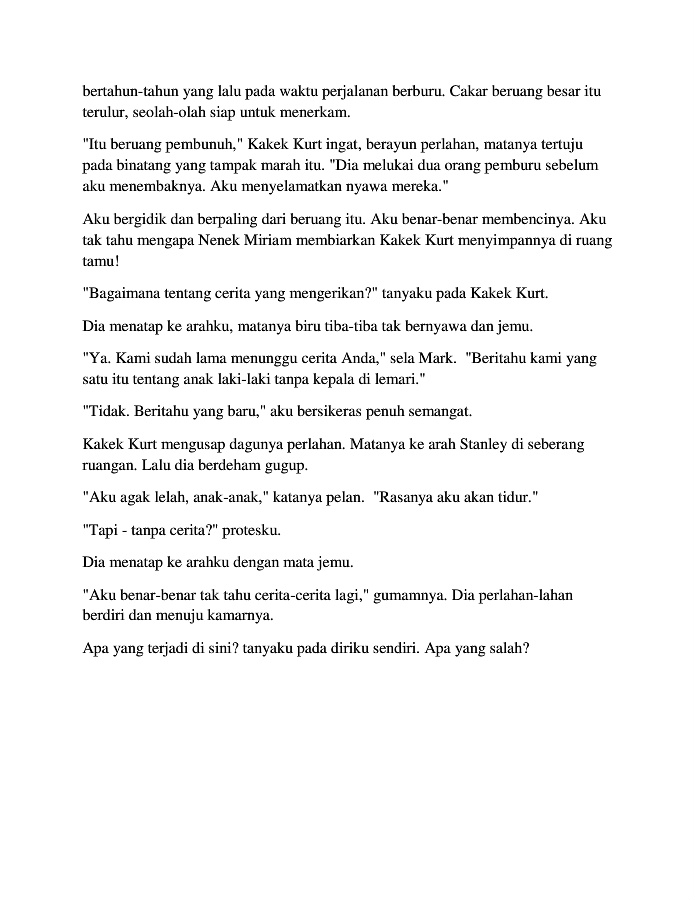 bertahun-tahun yang lalu pada waktu perjalanan berburu. Cakar beruang besar itu
terulur, seolah-olah siap untuk menerkam.
"Itu beruang pembunuh," Kakek Kurt ingat, berayun perlahan, matanya tertuju
pada binatang yang tampak marah itu. "Dia melukai dua orang pemburu sebelum
aku menembaknya. Aku menyelamatkan nyawa mereka."
Aku bergidik dan berpaling dari beruang itu. Aku benar-benar membencinya. Aku
tak tahu mengapa Nenek Miriam membiarkan Kakek Kurt menyimpannya di ruang
tamu!
"Bagaimana tentang cerita yang mengerikan?" tanyaku pada Kakek Kurt.
Dia menatap ke arahku, matanya biru tiba-tiba tak bernyawa dan jemu.
"Ya. Kami sudah lama menunggu cerita Anda," sela Mark.  "Beritahu kami yang
satu itu tentang anak laki-laki tanpa kepala di lemari."
"Tidak. Beritahu yang baru," aku bersikeras penuh semangat.
Kakek Kurt mengusap dagunya perlahan. Matanya ke arah Stanley di seberang
ruangan. Lalu dia berdeham gugup.
"Aku agak lelah, anak-anak," katanya pelan.  "Rasanya aku akan tidur."
"Tapi - tanpa cerita?" protesku.
Dia menatap ke arahku dengan mata jemu.
"Aku benar-benar tak tahu cerita-cerita lagi," gumamnya. Dia perlahan-lahan
berdiri dan menuju kamarnya.
Apa yang terjadi di sini? tanyaku pada diriku sendiri. Apa yang salah?